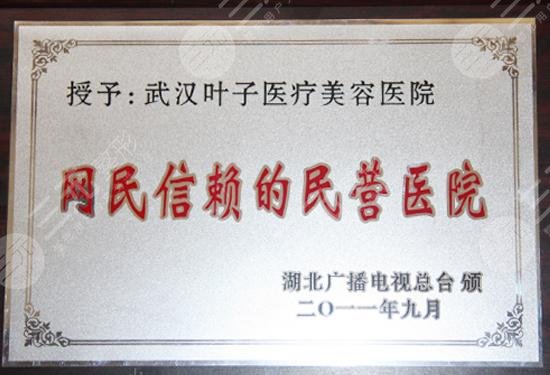 授予：武汉叶子医疗美容医院
网民信赖的民营医院
湖北广播电视总台 颁
二〇一一年九月